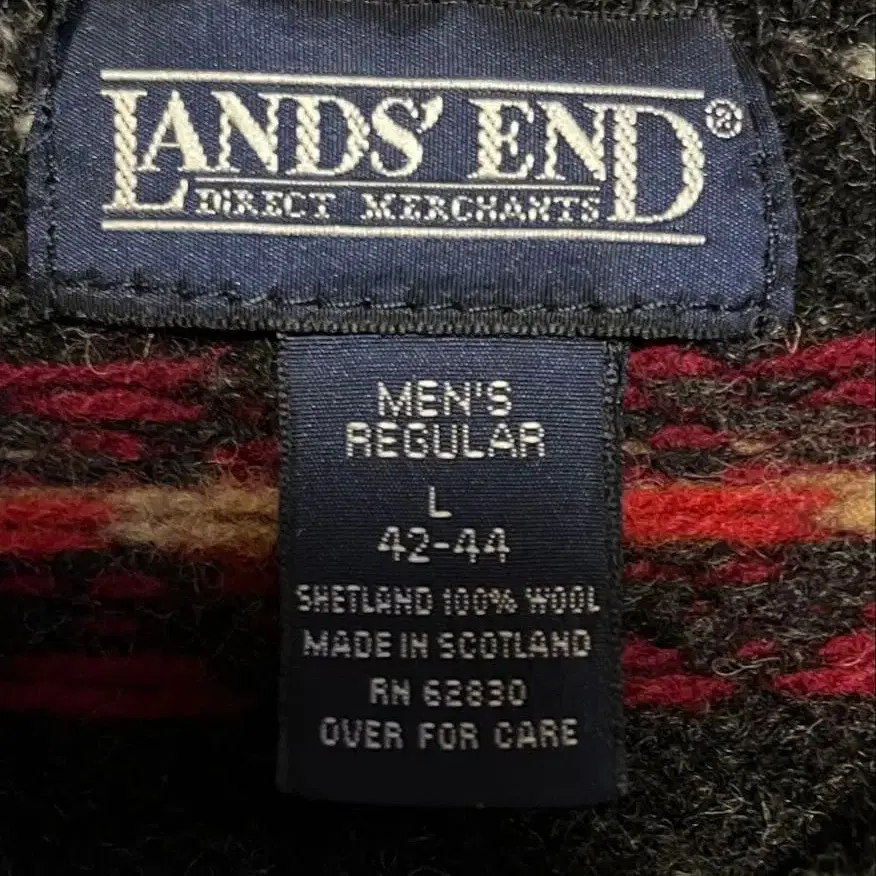 LANDS' END®
DIRECT MERCHANTS
MEN'S
REGULAR
L
42-44
SHETLAND 100% WOOL
MADE IN SCOTLAND
RN 62830
OVER FOR CARE